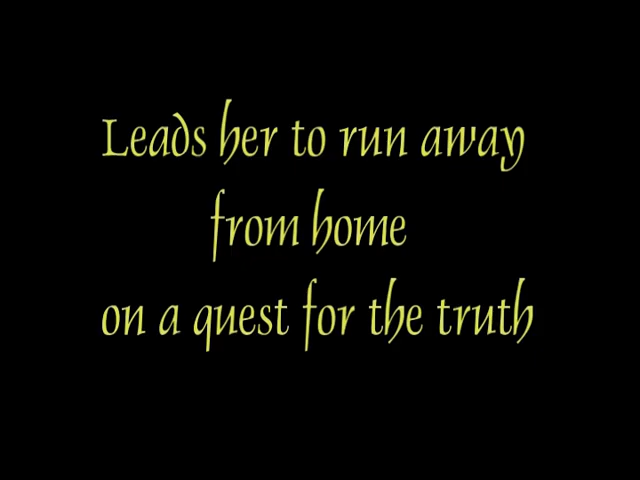 Leads her to run away
from home
on a quest for the truth